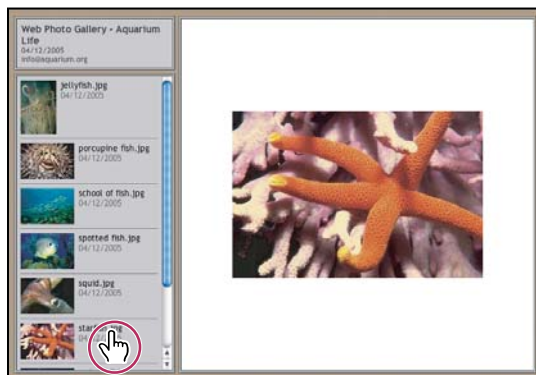 Web Photo Gallery - Aquarium
Life
04/12/2005
info@aquarium.org
jellyfish.jpg
04/12/2005
porcupine fish.jpg
04/12/2005
school of fish.jpg
04/12/2005
spotted fish.jpg
04/12/2005
squid.jpg
04/12/2005